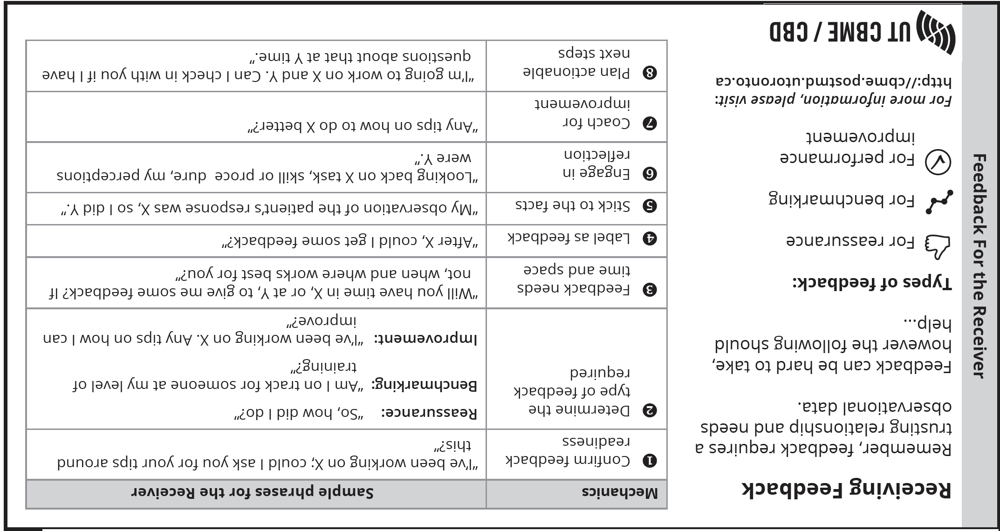 Feedback For the Receiver
Receiving Feedback
Remember, feedback requires a
trusting relationship and needs
observational data.
Feedback can be hard to take,
however the following should
help...
Types of feedback:
For reassurance
For benchmarking
For performance
improvement
For more information, please visit:
http://cbme.postmd.utoronto.ca
UT CBME / CBD
Mechanics
Sample phrases for the Receiver
1 Confirm feedback
readiness
"I've been working on X; could I ask you for your tips around
this?"
2 Determine the
type of feedback
required
Reassurance: "So, how did I do?"
Benchmarking: "Am I on track for someone at my level of
training?"
Improvement: "I've been working on X. Any tips on how I can
improve?"
3 Feedback needs
time and space
"Will you have time in X, or at Y, to give me some feedback? If
not, when and where works best for you?"
4 Label as feedback
"After X, could I get some feedback?"
5 Stick to the facts
"My observation of the patient's response was X, so I did Y."
6 Engage in
reflection
"Looking back on X task, skill or proce dure, my perceptions
were Y."
7 Coach for
improvement
"Any tips on how to do X better?"
8 Plan actionable
next steps
"I'm going to work on X and Y. Can I check in with you if I have
questions about that at Y time."